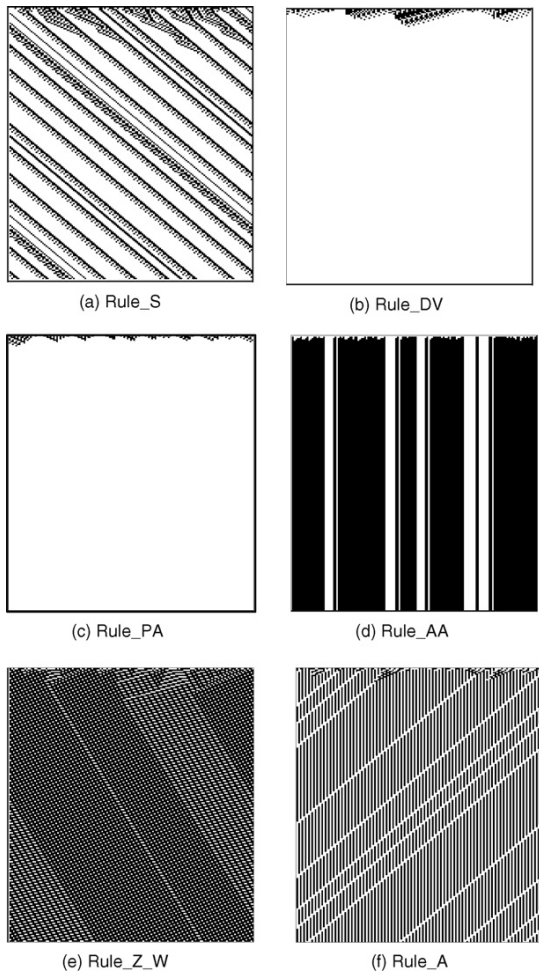 (a) Rule_S
(b) Rule_DV
(c) Rule_PA
(d) Rule_AA
(e) Rule_Z_W
(f) Rule_A